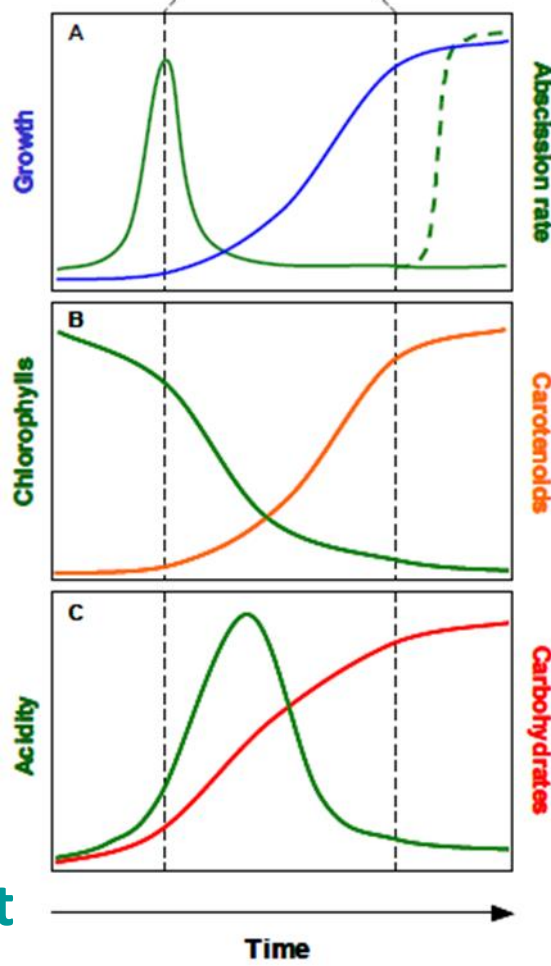 A
Growth
Abscission rate
B
Chlorophylls
Carotenoids
C
Acidity
Carbohydrates
t
Time